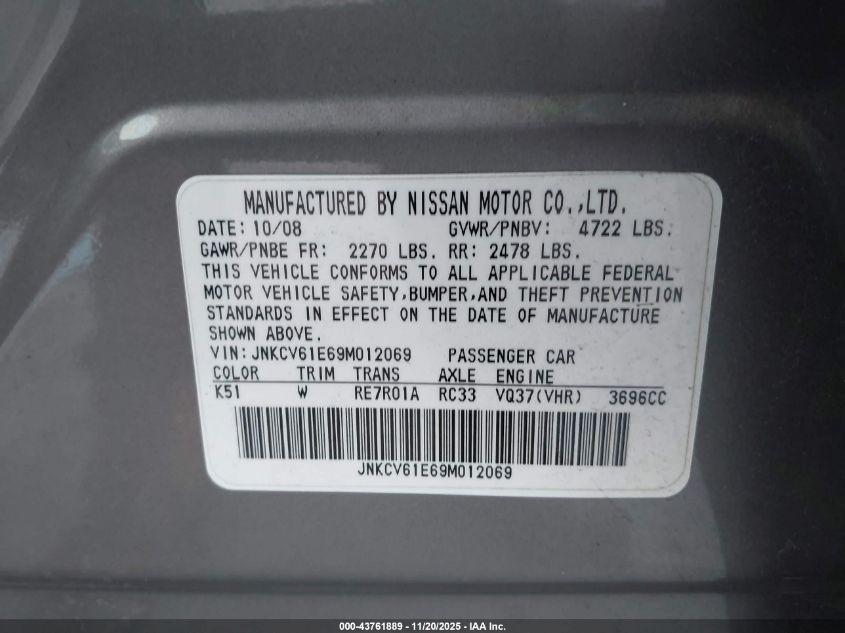 MANUFACTURED BY NISSAN MOTOR CO.,LTD.
DATE: 10/08 GVWR/PNBV: 4722 LBS.
GAWR/PNBE FR: 2270 LBS. RR: 2478 LBS.
THIS VEHICLE CONFORMS TO ALL APPLICABLE FEDERAL
MOTOR VEHICLE SAFETY,BUMPER,AND THEFT PREVENTION
STANDARDS IN EFFECT ON THE DATE OF MANUFACTURE
SHOWN ABOVE.
VIN: JNKCV61E69M012069 PASSENGER CAR
COLOR TRIM TRANS AXLE ENGINE
K51 W RE7R01A RC33 VQ37(VHR) 3696CC
JNKCV61E69M012069
000-43761889 - 11/20/2025 - IAA Inc.